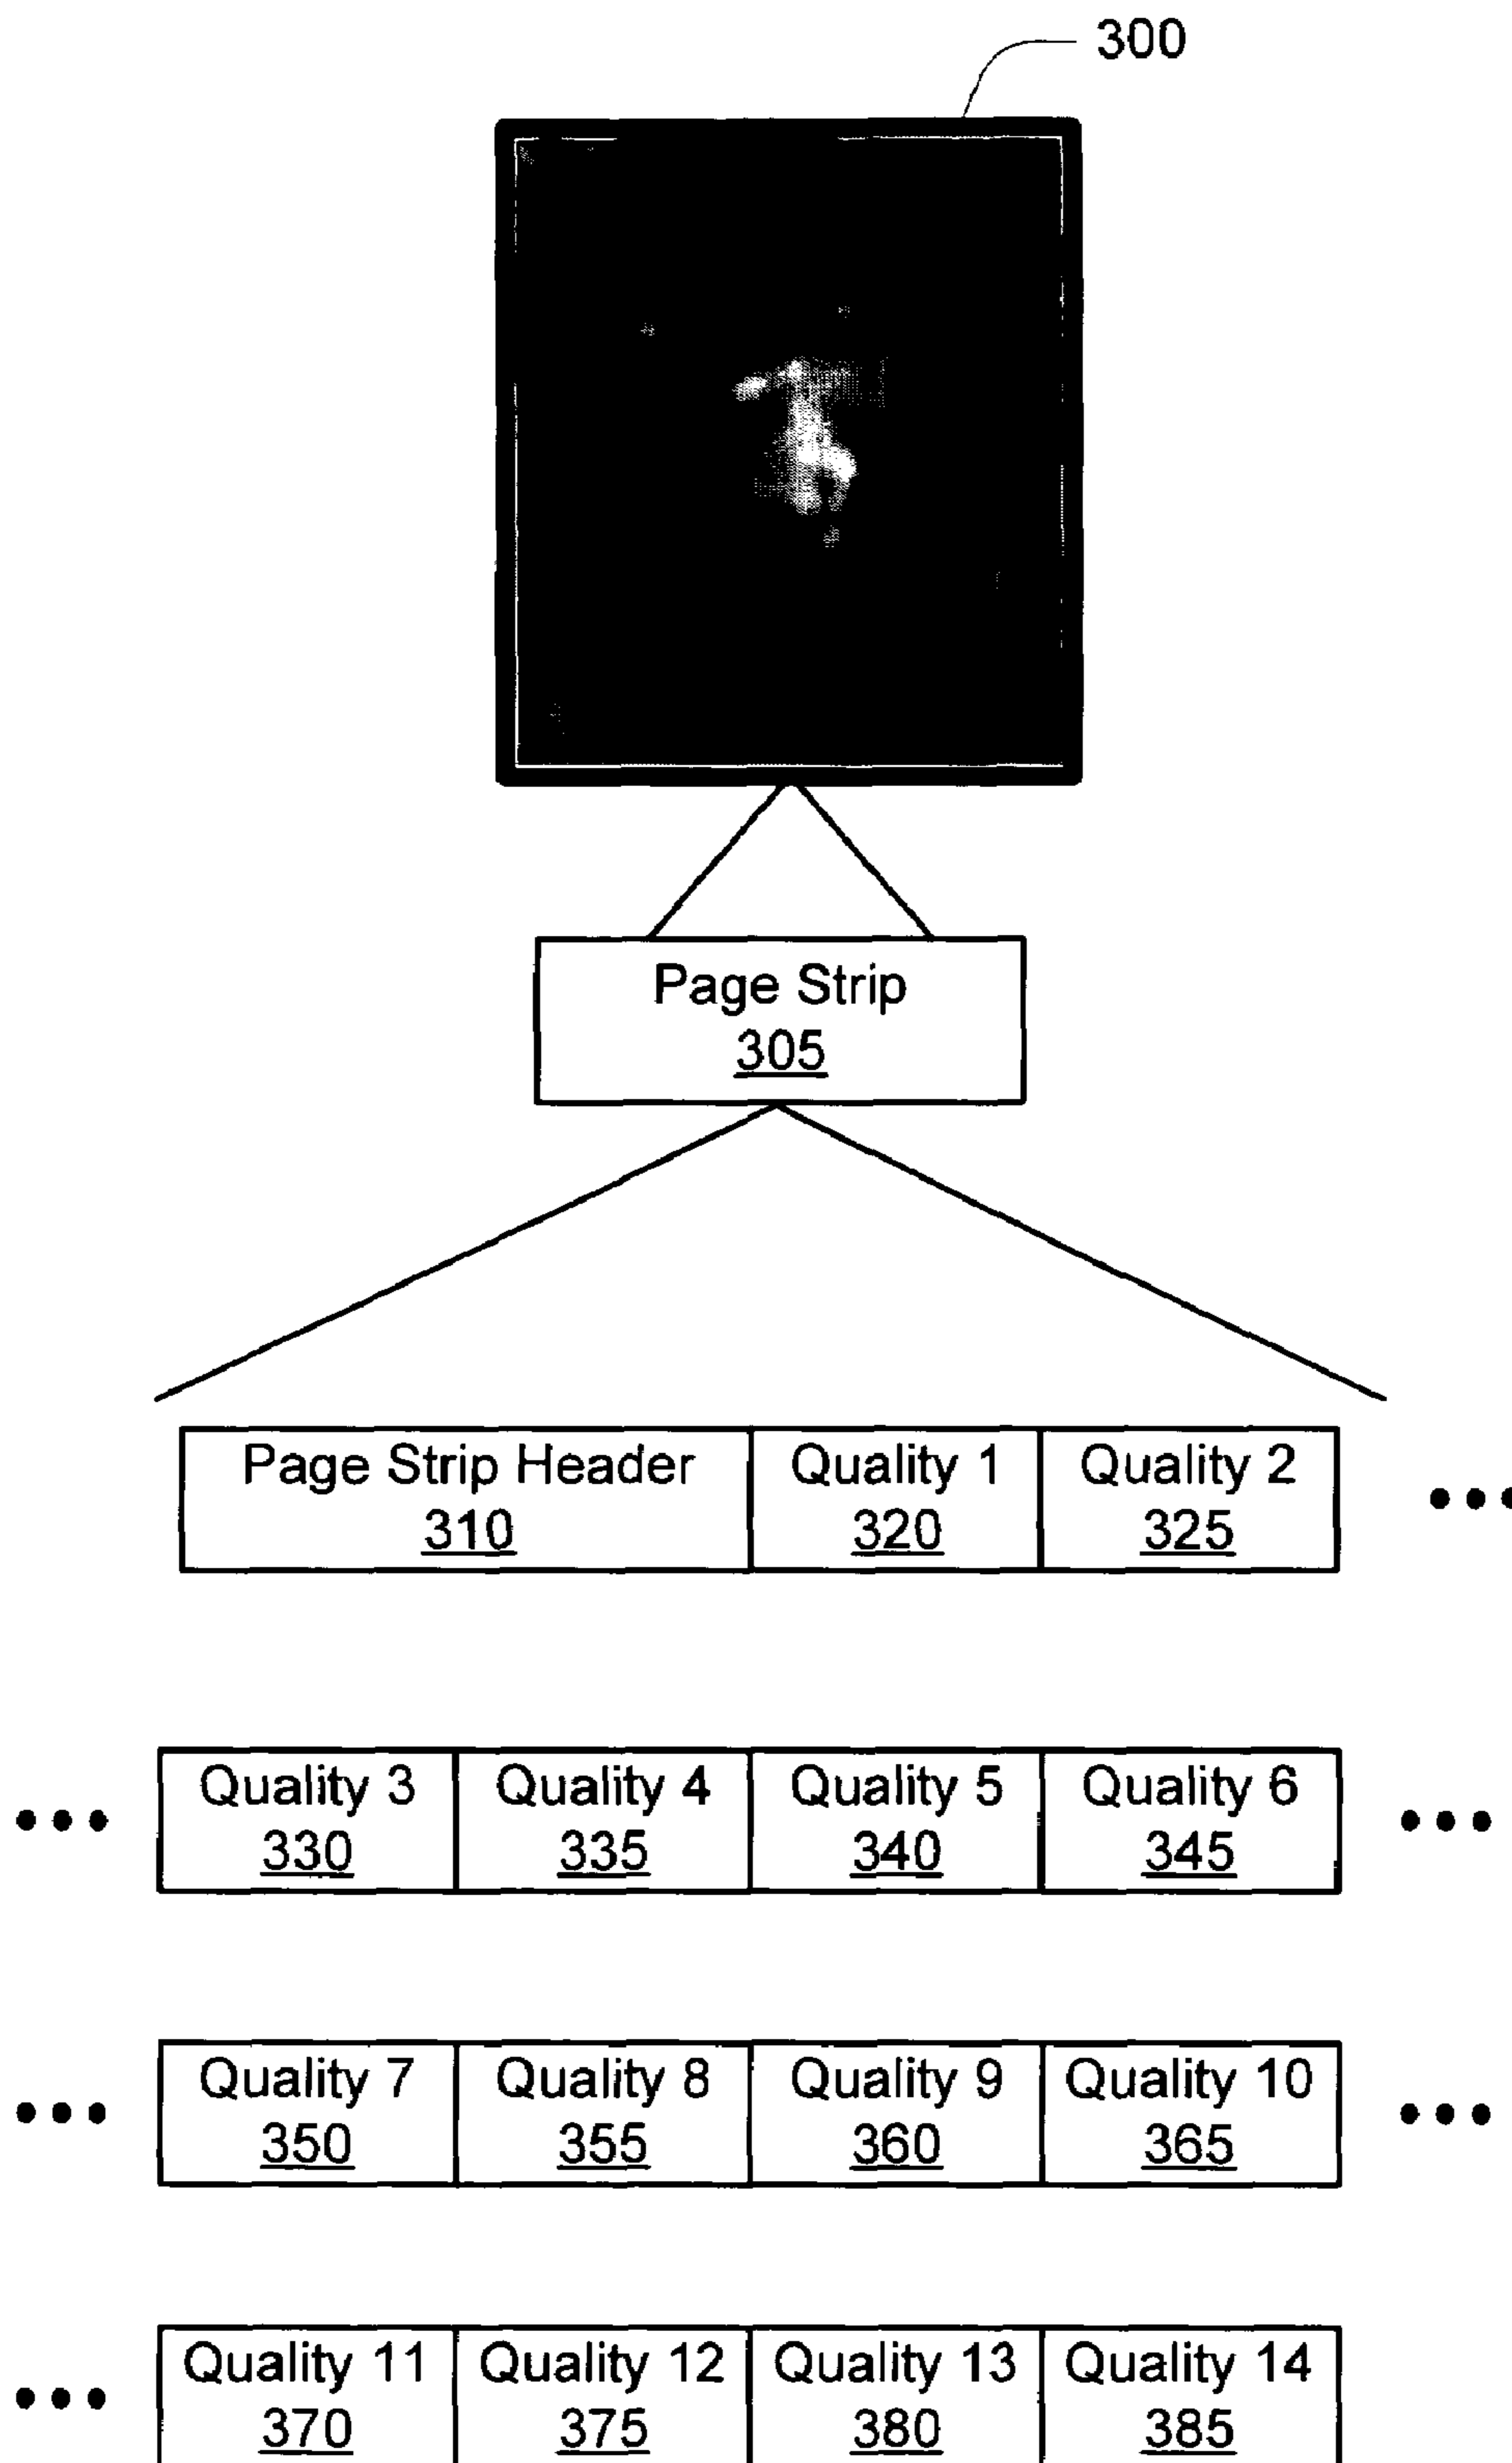 300
Page Strip
305
Page Strip Header Quality 1 Quality 2
310 320 325
Quality 3 Quality 4 Quality 5 Quality 6
330 335 340 345
Quality 7 Quality 8 Quality 9 Quality 10
350 355 360 365
Quality 11 Quality 12 Quality 13 Quality 14
370 375 380 385